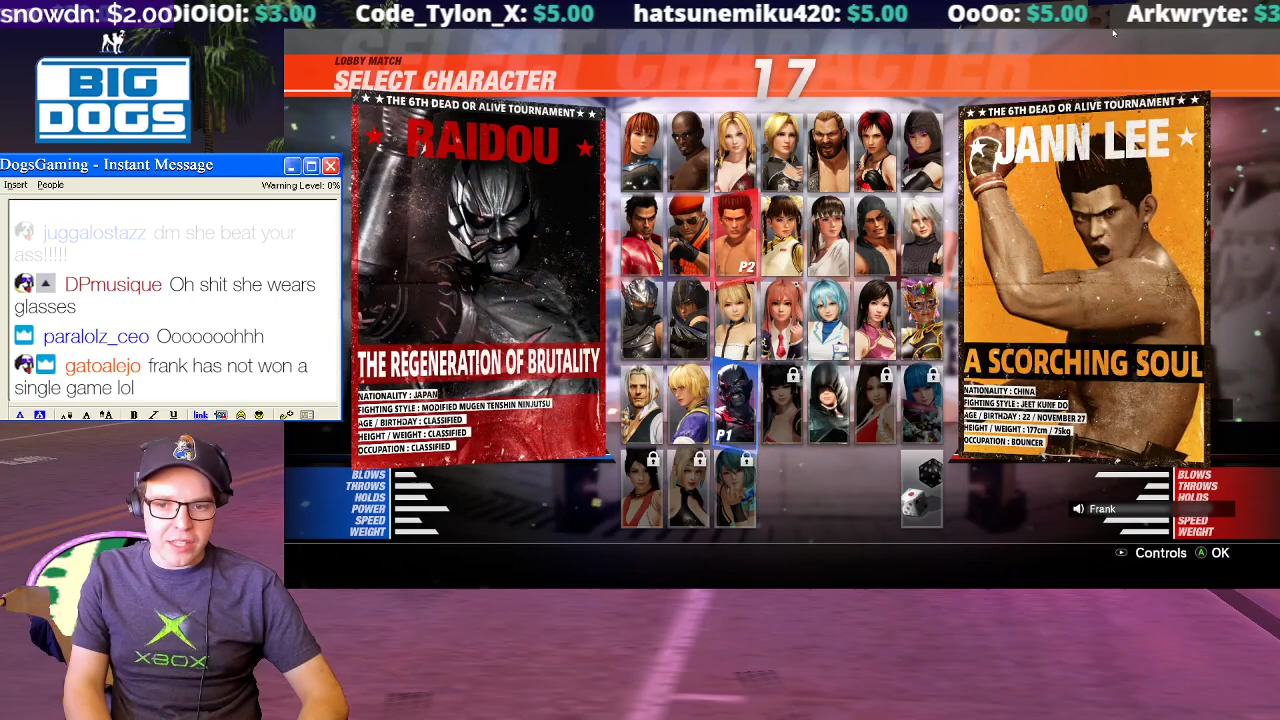 sn0wdn: $2.00 OiOiOi: $3.00 Code_Tylon_X: $5.00 hatsunemiku420: $5.00 OoOo: $5.00 Arkwryte: $3
BIG
DOGS
SELECT CHARACTER
LOBBY MATCH
SELECT CHARACTER
17
DogsGaming - Instant Message
Insert People
Warning Level: 0%
juggalostazz dm she beat your
ass!!!!!
DPmusique Oh shit she wears
glasses
paralolz_ceo Oooooohhh
gatoalejo frank has not won a
single game lol
A A A A A B I U link
★ ★ THE 6TH DEAD OR ALIVE TOURNAMENT ★ ★
RAIDOU
THE REGENERATION OF BRUTALITY
NATIONALITY : JAPAN
FIGHTING STYLE : MODIFIED MUGEN TENSHIN NINJUTSU
AGE / BIRTHDAY : CLASSIFIED
HEIGHT / WEIGHT : CLASSIFIED
OCCUPATION : CLASSIFIED
P2
P1
★ ★ THE 6TH DEAD OR ALIVE TOURNAMENT ★ ★
JANN LEE
A SCORCHING SOUL
NATIONALITY : CHINA
FIGHTING STYLE : JEET KUNE DO
AGE / BIRTHDAY : 22 / NOVEMBER 27
HEIGHT / WEIGHT : 177cm / 75kg
OCCUPATION : BOUNCER
BLOWS
THROWS
HOLDS
POWER
SPEED
WEIGHT
BLOWS
THROWS
HOLDS
SPEED
WEIGHT
Frank
Controls A OK
XBOX